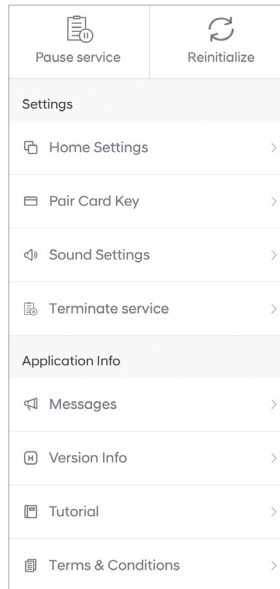 Pause service
Reinitialize
Settings
Home Settings
Pair Card Key
Sound Settings
Terminate service
Application Info
Messages
Version Info
Tutorial
Terms & Conditions